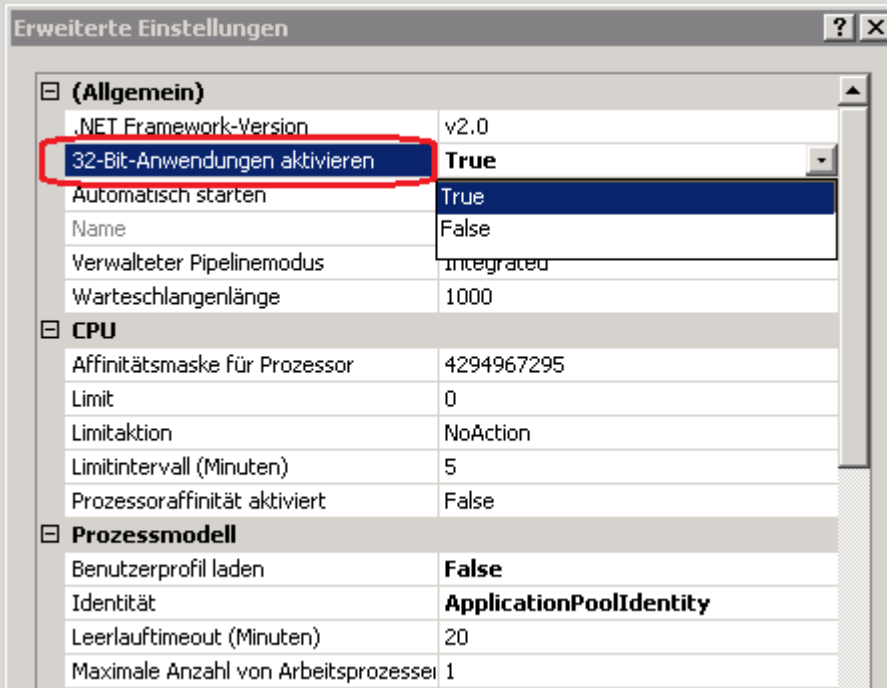 Erweiterte Einstellungen
(Allgemein)
.NET Framework-Version v2.0
32-Bit-Anwendungen aktivieren True
Automatisch starten True
Name False
Verwalteter Pipelinemodus Integrated
Warteschlangenlänge 1000
CPU
Affinitätsmaske für Prozessor 4294967295
Limit 0
Limitaktion NoAction
Limitintervall (Minuten) 5
Prozessoraffinität aktiviert False
Prozessmodell
Benutzerprofil laden False
Identität ApplicationPoolIdentity
Leerlauftimeout (Minuten) 20
Maximale Anzahl von Arbeitsprozesse 1